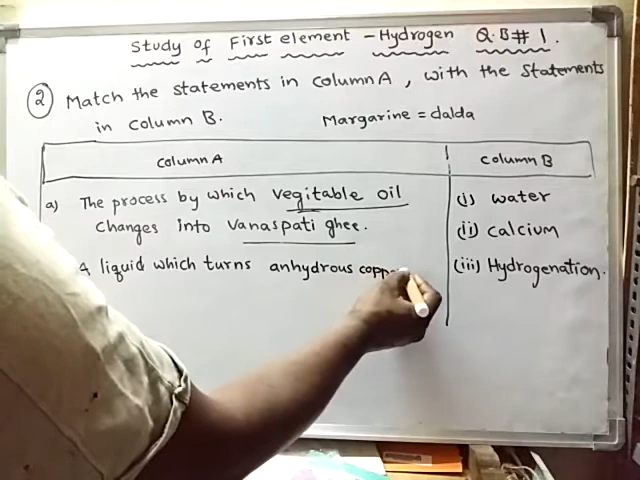 Study of First element - Hydrogen Q.B# 1.
② Match the statements in column A, with the Statements
in column B. Margarine = dalda
column A column B
a) The process by which vegitable oil (i) water
changes into vanaspati ghee. (ii) calcium
A liquid which turns anhydrous copp (iii) Hydrogenation.